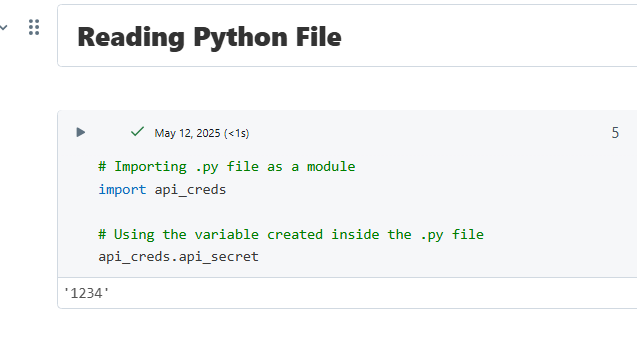 Reading Python File
May 12, 2025 (<1s)
5
# Importing .py file as a module
import api_creds
# Using the variable created inside the .py file
api_creds.api_secret
'1234'